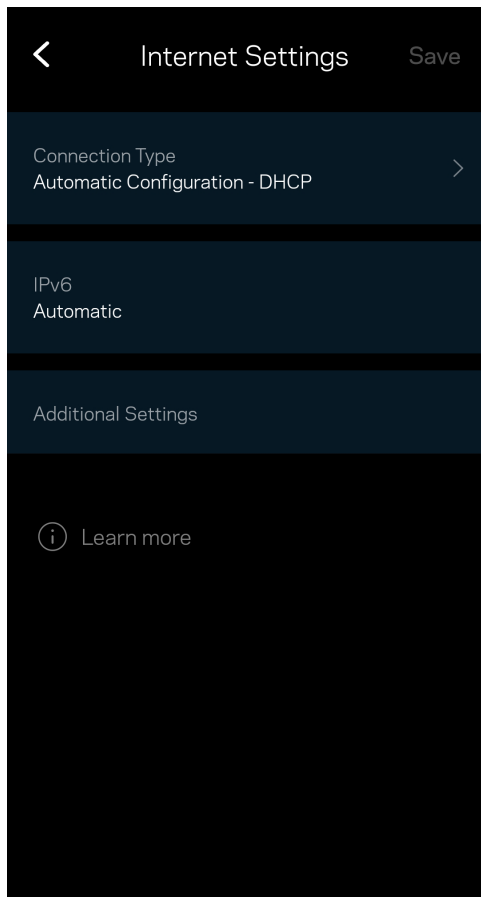 Internet Settings
Save
Connection Type
Automatic Configuration - DHCP
IPv6
Automatic
Additional Settings
Learn more